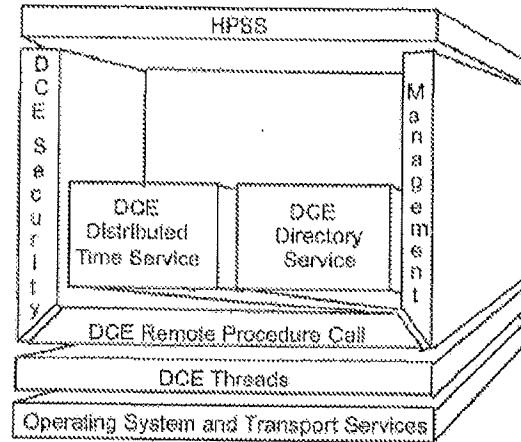 HPSS
DCE Security
Management
DCE
Distributed
Time Service
DCE
Directory
Service
DCE Remote Procedure Call
DCE Threads
Operating System and Transport Services